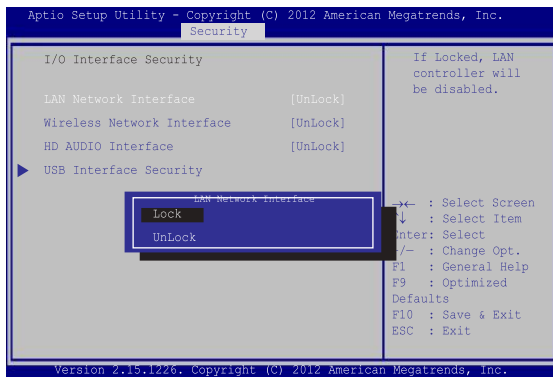 Aptio Setup Utility - Copyright (C) 2012 American Megatrends, Inc.
Security
I/O Interface Security
LAN Network Interface [UnLock]
Wireless Network Interface [UnLock]
HD AUDIO Interface [UnLock]
USB Interface Security
LAN Network Interface
Lock
UnLock
If Locked, LAN
controller will
be disabled.
→← : Select Screen
↑↓ : Select Item
Enter: Select
+/— : Change Opt.
F1 : General Help
F9 : Optimized
Defaults
F10 : Save & Exit
ESC : Exit
Version 2.15.1226. Copyright (C) 2012 American Megatrends, Inc.